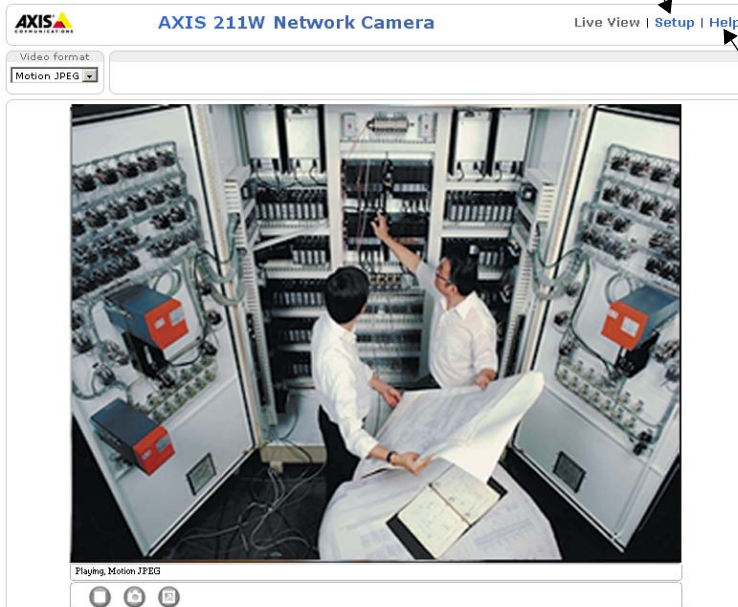 AXIS
COMMUNICATIONS
AXIS 211W Network Camera
Live View | Setup | Help
Video format
Motion JPEG
Playing, Motion JPEG